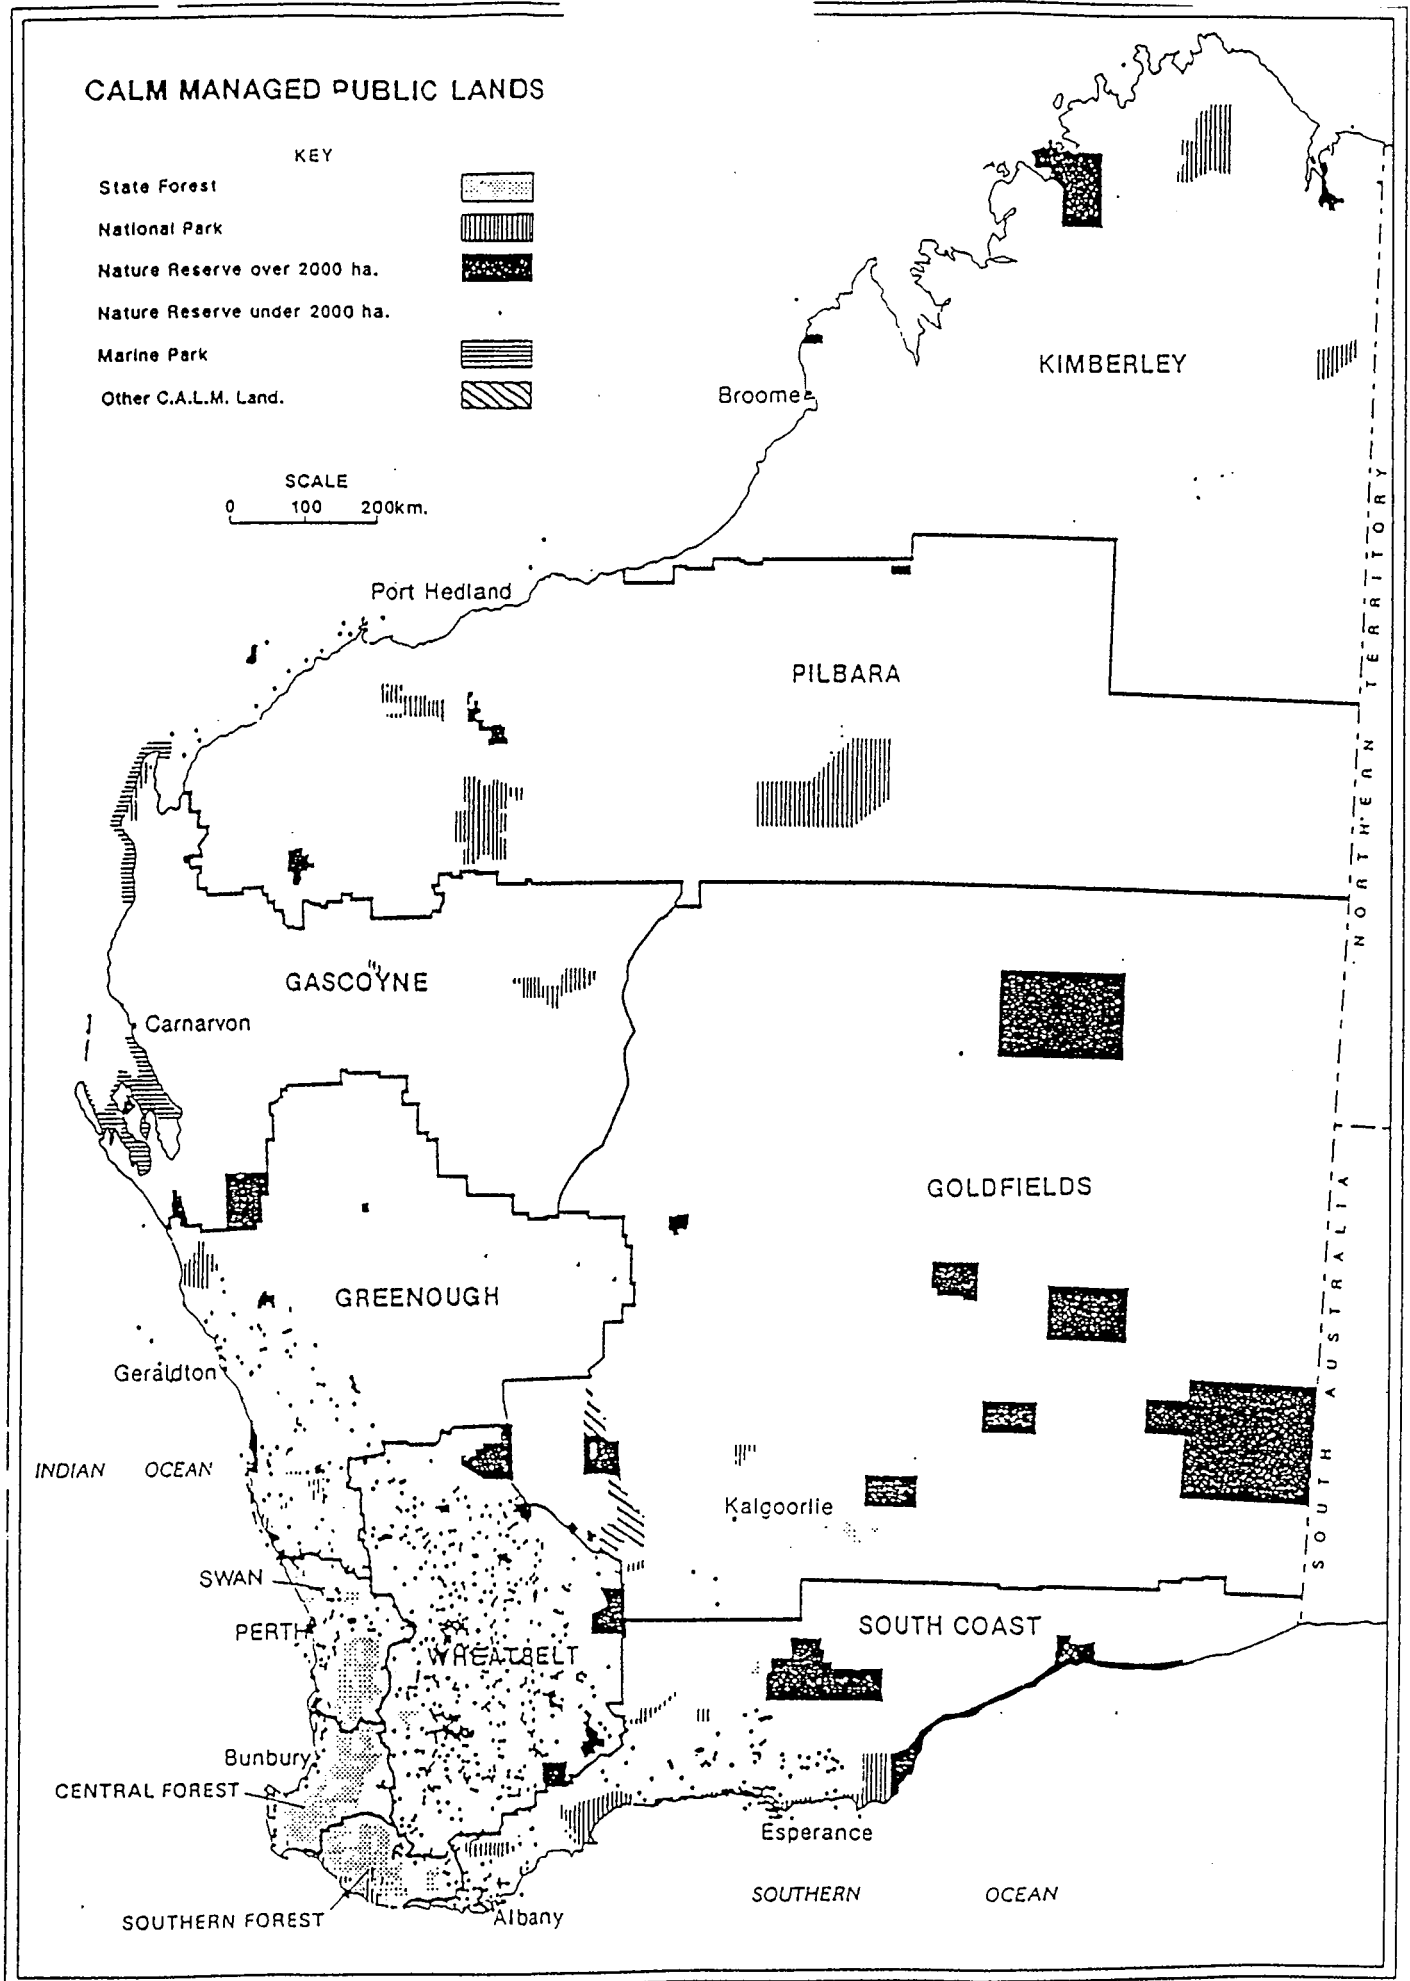 CALM MANAGED PUBLIC LANDS
KEY
State Forest
National Park
Nature Reserve over 2000 ha.
Nature Reserve under 2000 ha.
Marine Park
Other C.A.L.M. Land.
SCALE
0 100 200km.
KIMBERLEY
Broome
Port Hedland
PILBARA
NORTHERN TERRITORY
GASCOYNE
Carnarvon
GOLDFIELDS
GREENOUGH
SOUTH AUSTRALIA
Geraldton
INDIAN OCEAN
Kalgoorlie
SWAN
PERTH
SOUTH COAST
WHEATBELT
Bunbury
CENTRAL FOREST
Esperance
SOUTHERN OCEAN
SOUTHERN FOREST
Albany